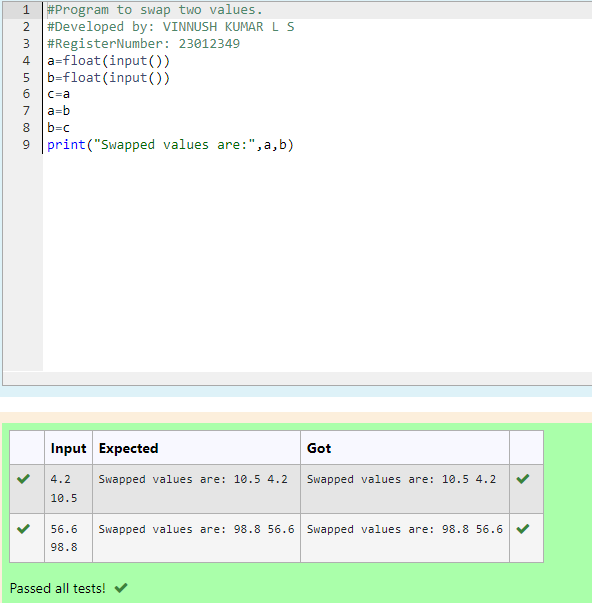 1 #Program to swap two values.
2 #Developed by: VINNUSH KUMAR L S
3 #RegisterNumber: 23012349
4 a=float(input())
5 b=float(input())
6 c=a
7 a=b
8 b=c
9 print("Swapped values are:",a,b)
Input Expected Got
4.2 Swapped values are: 10.5 4.2 Swapped values are: 10.5 4.2
10.5
56.6 Swapped values are: 98.8 56.6 Swapped values are: 98.8 56.6
98.8
Passed all tests!